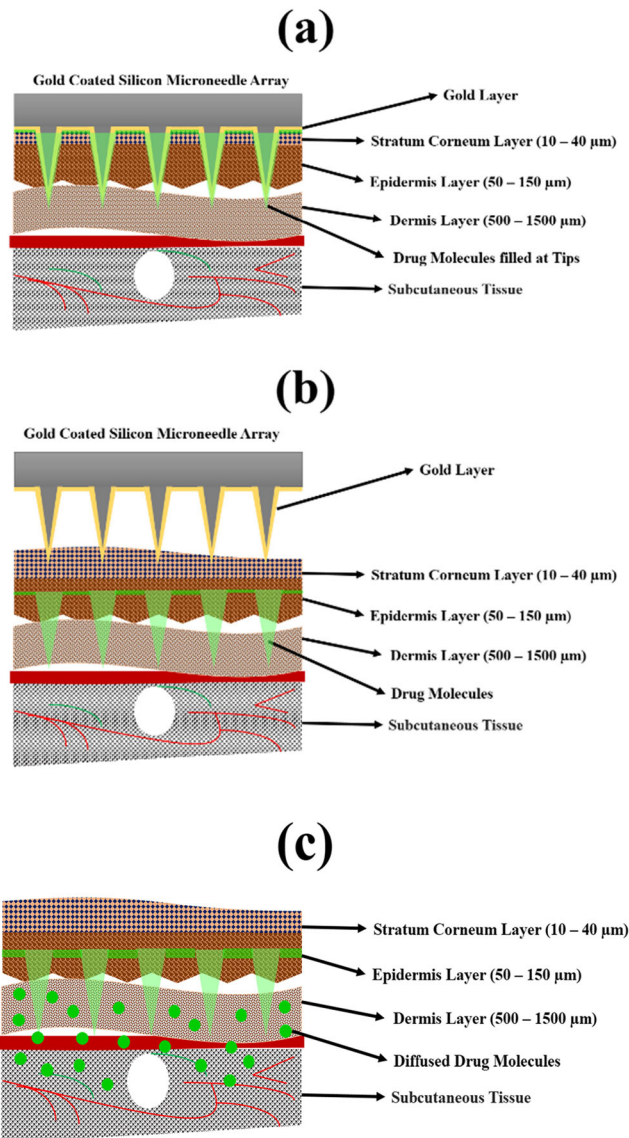 (a)
Gold Coated Silicon Microneedle Array
Gold Layer
Stratum Corneum Layer (10 – 40 µm)
Epidermis Layer (50 – 150 µm)
Dermis Layer (500 – 1500 µm)
Drug Molecules filled at Tips
Subcutaneous Tissue
(b)
Gold Coated Silicon Microneedle Array
Gold Layer
Stratum Corneum Layer (10 – 40 µm)
Epidermis Layer (50 – 150 µm)
Dermis Layer (500 – 1500 µm)
Drug Molecules
Subcutaneous Tissue
(c)
Stratum Corneum Layer (10 – 40 µm)
Epidermis Layer (50 – 150 µm)
Dermis Layer (500 – 1500 µm)
Diffused Drug Molecules
Subcutaneous Tissue